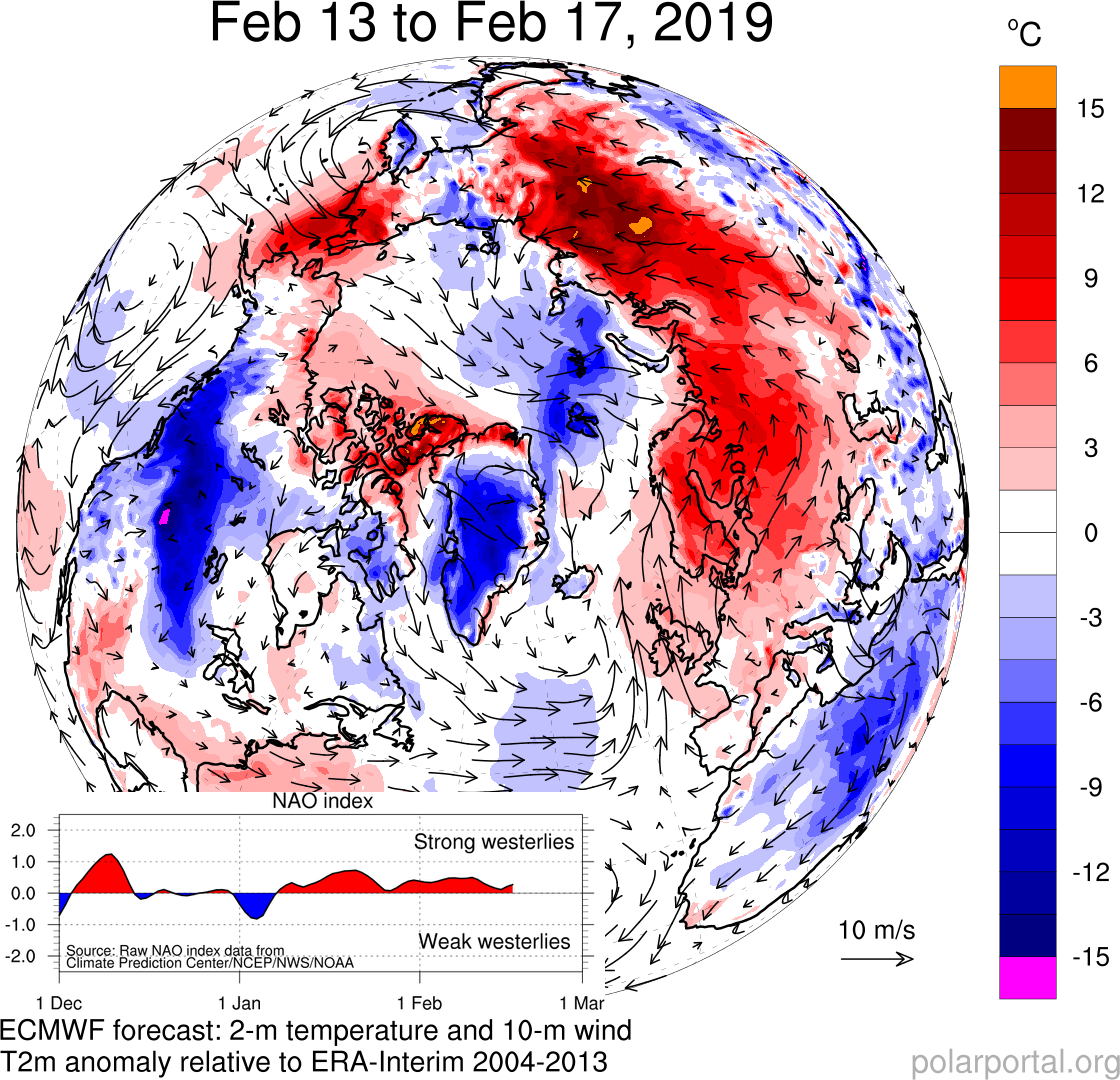 Feb 13 to Feb 17, 2019
°C
15
12
9
6
3
0
-3
-6
-9
-12
-15
10 m/s
NAO index
2.0
1.0
0.0
-1.0
-2.0
Strong westerlies
Weak westerlies
Source: Raw NAO index data from
Climate Prediction Center/NCEP/NWS/NOAA
1 Dec
1 Jan
1 Feb
1 Mar
ECMWF forecast: 2-m temperature and 10-m wind
T2m anomaly relative to ERA-Interim 2004-2013
polarportal.org